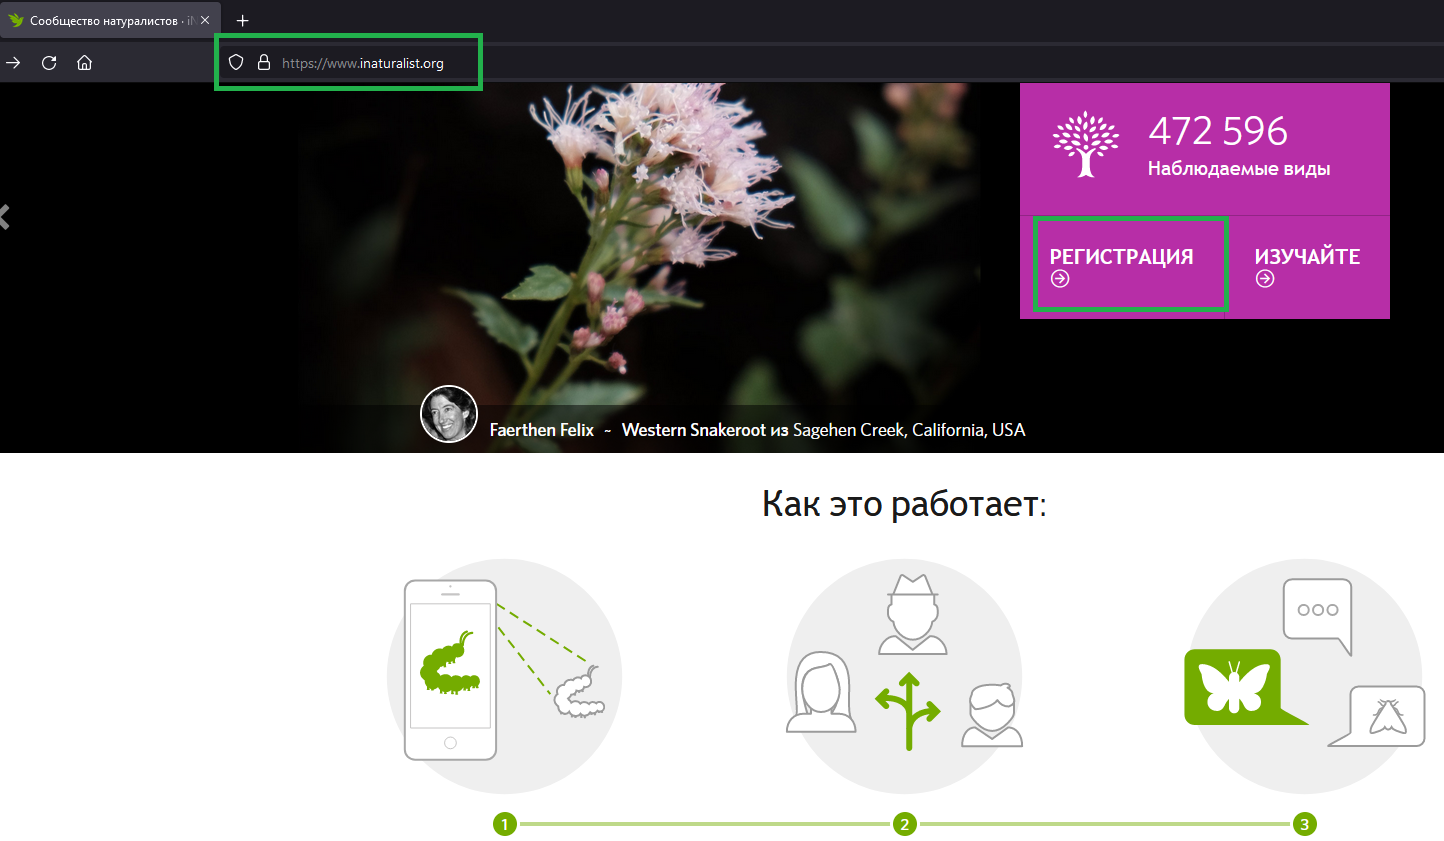 Сообщество натуралистов · iN
https://www.inaturalist.org
472 596
Наблюдаемые виды
РЕГИСТРАЦИЯ
ИЗУЧАЙТЕ
Faerthen Felix ~ Western Snakeroot из Sagehen Creek, California, USA
Как это работает:
1
2
3